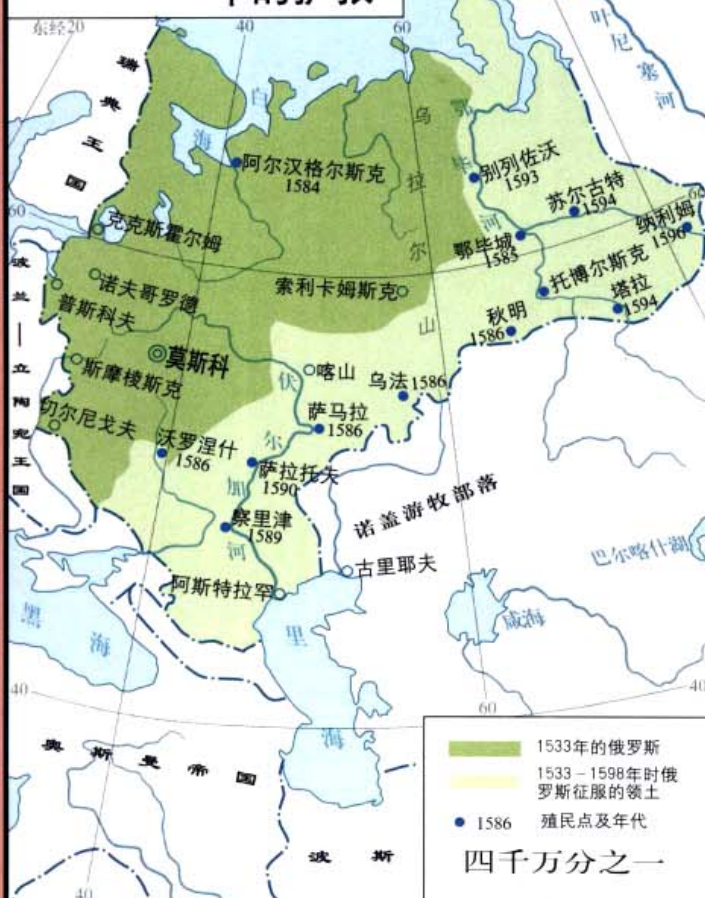 东经20
40
60
瑞典王国
白
海
乌拉尔山
鄂毕河
叶尼塞河
阿尔汉格尔斯克
1584
别列佐沃
1593
苏尔古特
1594
60
60
纳利姆
1596
克克斯霍尔姆
鄂毕城
1585
波兰—立陶宛王国
诺夫哥罗德
索利卡姆斯克
托博尔斯克
塔拉
1594
普斯科夫
秋明
1586
莫斯科
斯摩棱斯克
喀山
乌法 1586
伏尔加河
切尔尼戈夫
沃罗涅什
1586
萨马拉
1586
萨拉托夫
1590
诺盖游牧部落
察里津
1589
巴尔喀什湖
阿斯特拉罕
古里耶夫
黑海
里海
咸海
40
40
60
奥斯曼帝国
波斯
40
1533年的俄罗斯
1533－1598年时俄
罗斯征服的领土
1586 殖民点及年代
四千万分之一